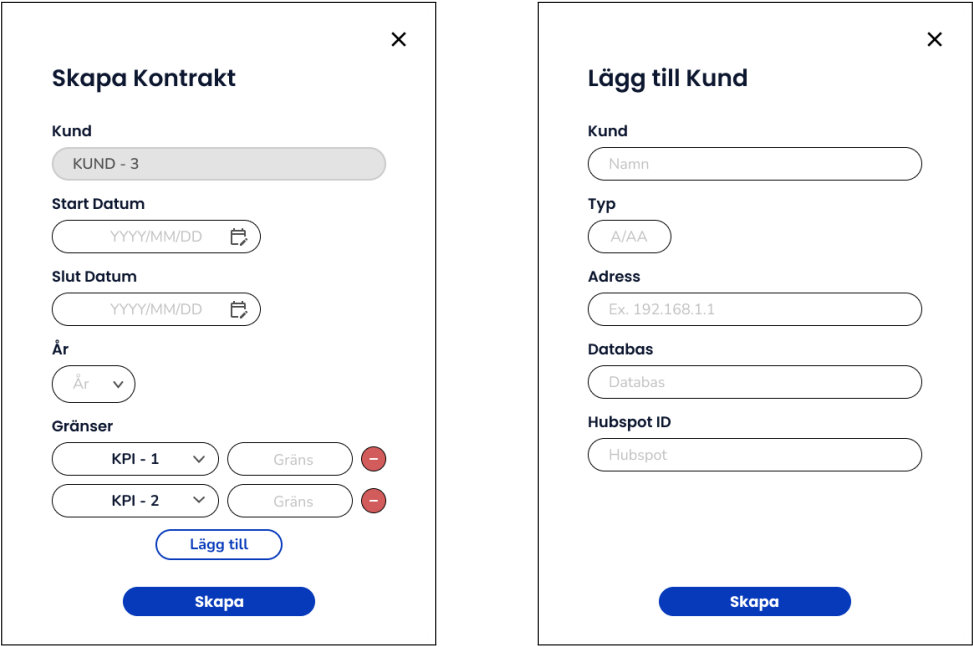 Skapa Kontrakt
Kund
KUND - 3
Start Datum
YYYY/MM/DD
Slut Datum
YYYY/MM/DD
År
År
Gränser
KPI - 1 Gräns
KPI - 2 Gräns
Lägg till
Skapa
Lägg till Kund
Kund
Namn
Typ
A/AA
Adress
Ex. 192.168.1.1
Databas
Databas
Hubspot ID
Hubspot
Skapa